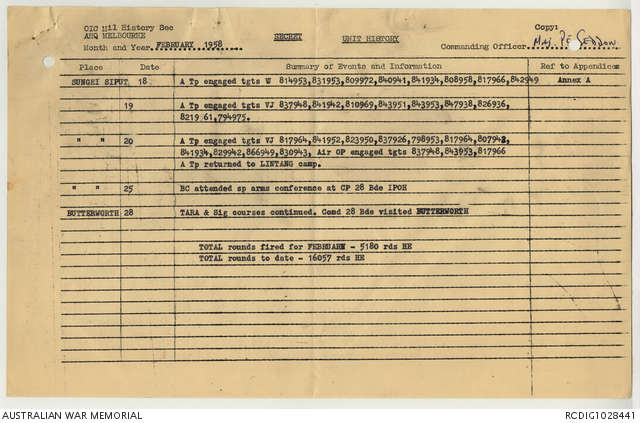 OIC Mil History Sec
AHQ MELBOURNE
Month and Year FEBRUARY 1958
SECRET
UNIT HISTORY
Copy:
Commanding Officer Maj. P.E.
Place Date Summary of Events and Information Ref to Appendices
SUNGEI SIPUT 18 A Tp engaged tgts W 814953,831953,809972,840941,841934,808958,817966,842949 Annex A
19 A Tp engaged tgts VJ 837948,841942,810969,843951,843953,847938,826936,
8219 61,794975.
" " 20 A Tp engaged tgts VJ 817964,841952,823950,837926,798953,817964,807948,
841934,829942,866949,830943, Air OP engaged tgts 837948,843953,817966
A Tp returned to LINTANG camp.
" " 25 BC attended sp arms conference at CP 28 Bde IPOH
BUTTERWORTH 28 TARA & Sig courses continued. Comd 28 Bde visited BUTTERWORTH
TOTAL rounds fired for FEBRUARY - 5180 rds HE
TOTAL rounds to date - 16057 rds HE
AUSTRALIAN WAR MEMORIAL
RCDIG1028441